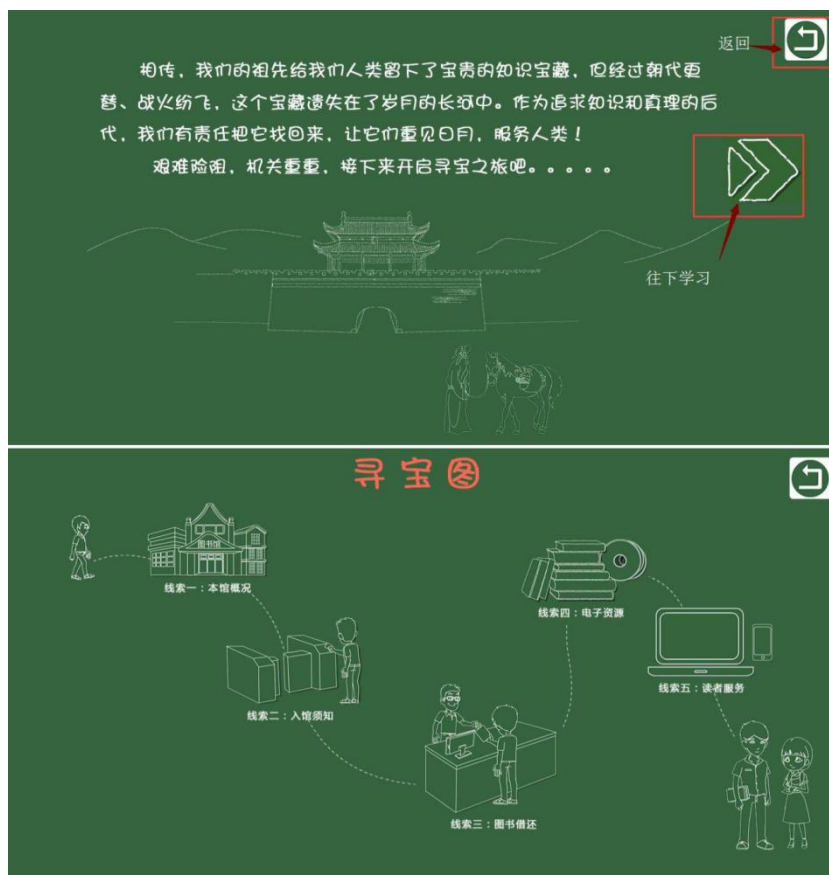 返回
相传，我们的祖先给我们人类留下了宝贵的知识宝藏，但经过朝代更
替、战火纷飞，这个宝藏遗失在了岁月的长河中。作为追求知识和真理的后
代，我们有责任把它找回来，让它们重见日月，服务人类！
艰难险阻，机关重重，接下来开启寻宝之旅吧。。。。。
往下学习
寻宝图
图书馆
线索一：本馆概况
线索二：入馆须知
线索三：图书借还
线索四：电子资源
线索五：读者服务